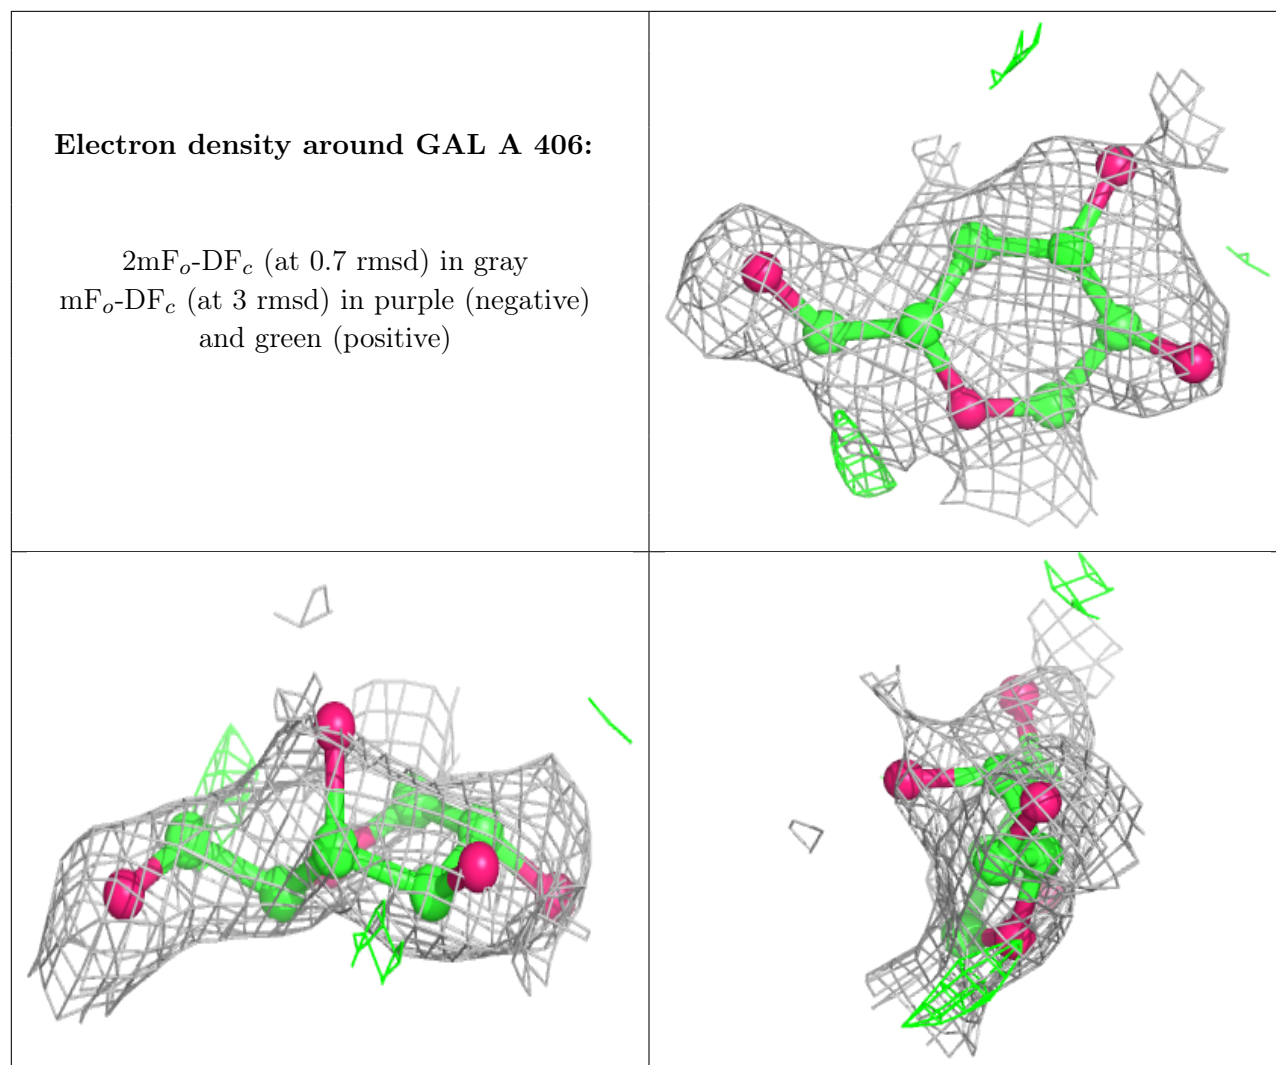 Electron density around GAL A 406:
2mFo-DFc (at 0.7 rmsd) in gray
mFo-DFc (at 3 rmsd) in purple (negative)
and green (positive)